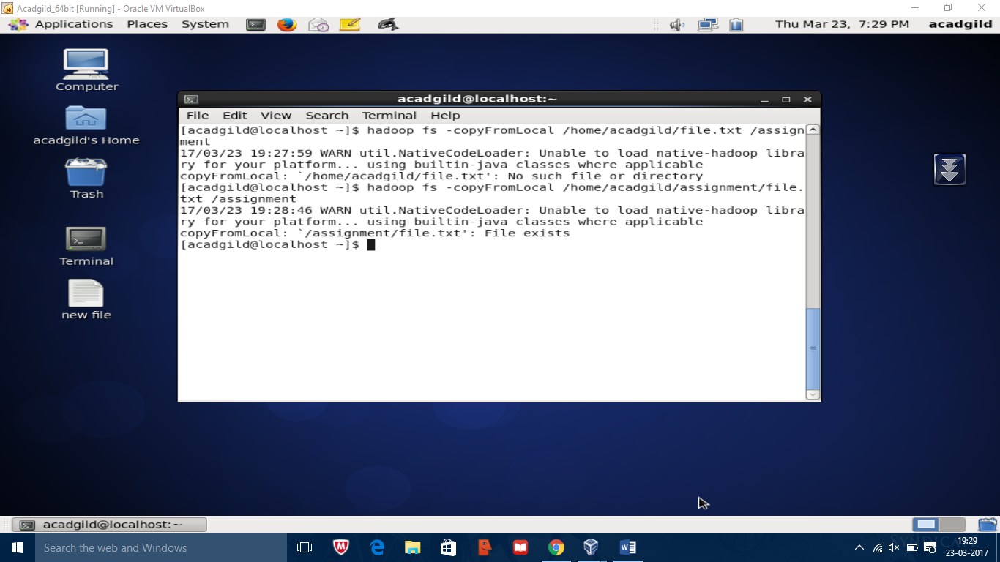 Acadgild_64bit [Running] - Oracle VM VirtualBox
Applications Places System
Thu Mar 23, 7:29 PM acadgild
Computer
acadgild's Home
Trash
Terminal
new file
acadgild@localhost:~
File Edit View Search Terminal Help
[acadgild@localhost ~]$ hadoop fs -copyFromLocal /home/acadgild/file.txt /assign
ment
17/03/23 19:27:59 WARN util.NativeCodeLoader: Unable to load native-hadoop libra
ry for your platform... using builtin-java classes where applicable
copyFromLocal: `/home/acadgild/file.txt': No such file or directory
[acadgild@localhost ~]$ hadoop fs -copyFromLocal /home/acadgild/assignment/file.
txt /assignment
17/03/23 19:28:46 WARN util.NativeCodeLoader: Unable to load native-hadoop libra
ry for your platform... using builtin-java classes where applicable
copyFromLocal: `/assignment/file.txt': File exists
[acadgild@localhost ~]$
acadgild@localhost:~
Search the web and Windows
19:29
23-03-2017